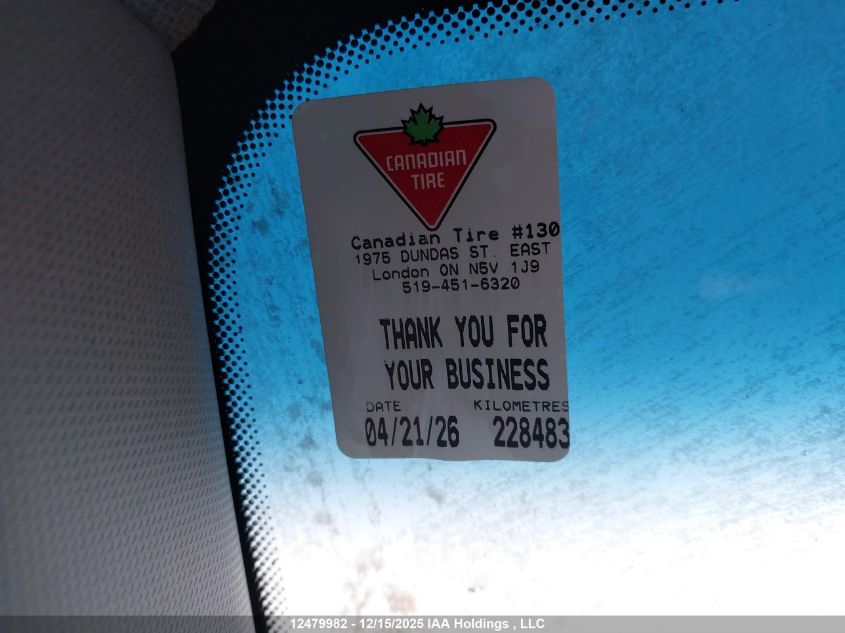 CANADIAN
TIRE
Canadian Tire #130
1975 DUNDAS ST. EAST
London ON N5V 1J9
519-451-6320
THANK YOU FOR
YOUR BUSINESS
DATE KILOMETRES
04/21/26 228483
12479982 - 12/15/2025 IAA Holdings , LLC